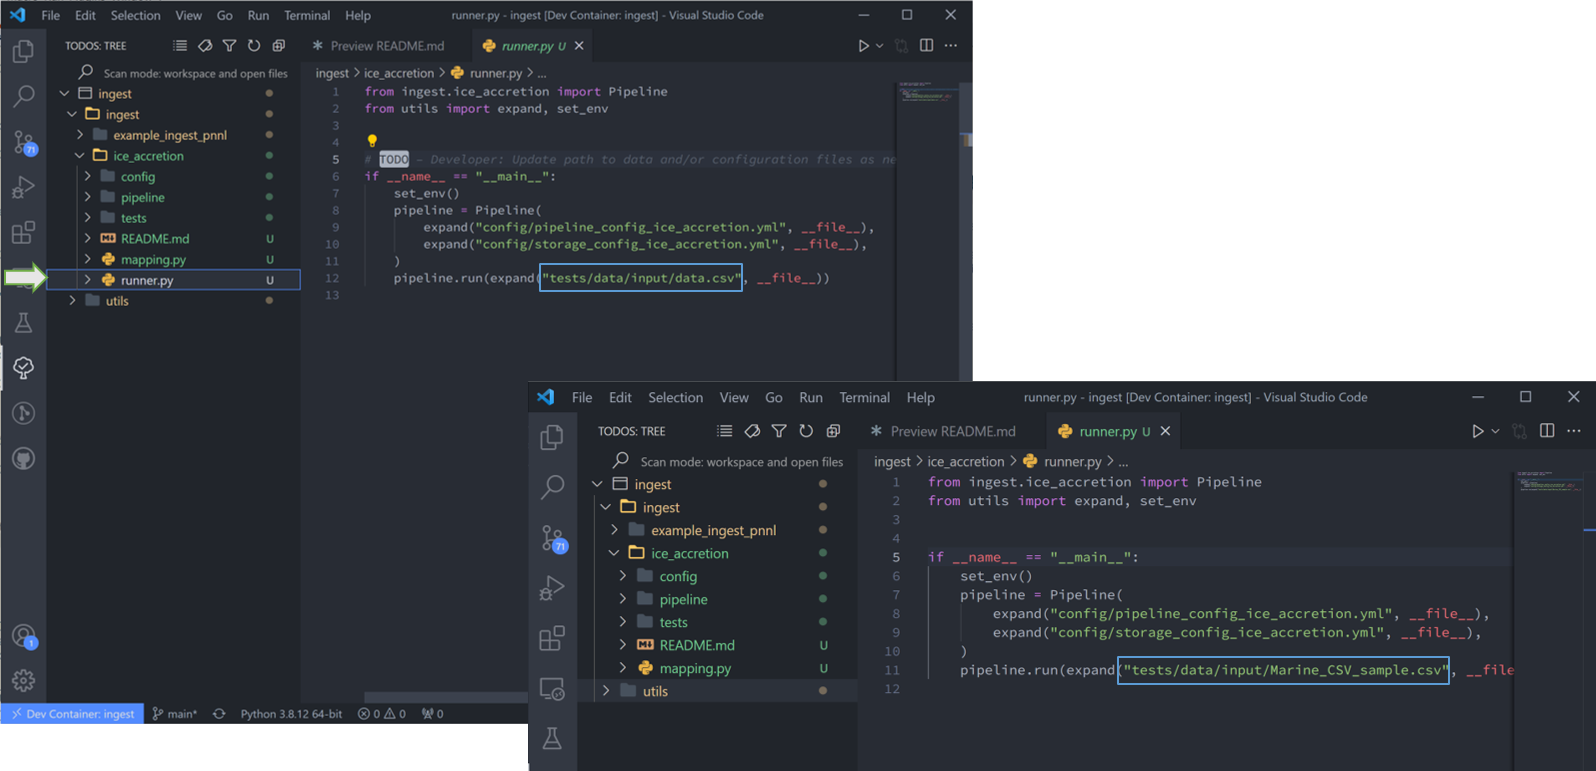 File Edit Selection View Go Run Terminal Help runner.py - ingest [Dev Container: ingest] - Visual Studio Code
TODOS: TREE
Preview README.md runner.py U
Scan mode: workspace and open files
ingest
ingest
example_ingest_pnnl
ice_accretion
config
pipeline
tests
README.md U
mapping.py U
runner.py U
utils
71
1
ingest > ice_accretion > runner.py > ...
1 from ingest.ice_accretion import Pipeline
2 from utils import expand, set_env
3
4
5 # TODO – Developer: Update path to data and/or configuration files as ne
6 if __name__ == "__main__":
7 set_env()
8 pipeline = Pipeline(
9 expand("config/pipeline_config_ice_accretion.yml", __file__),
10 expand("config/storage_config_ice_accretion.yml", __file__),
11 )
12 pipeline.run(expand("tests/data/input/data.csv", __file__))
13
Dev Container: ingest main* Python 3.8.12 64-bit 0 0 0
File Edit Selection View Go Run Terminal Help runner.py - ingest [Dev Container: ingest] - Visual Studio Code
TODOS: TREE
Preview README.md runner.py U
Scan mode: workspace and open files
ingest
ingest
example_ingest_pnnl
ice_accretion
config
pipeline
tests
README.md U
mapping.py U
utils
71
ingest > ice_accretion > runner.py > ...
1 from ingest.ice_accretion import Pipeline
2 from utils import expand, set_env
3
4
5 if __name__ == "__main__":
6 set_env()
7 pipeline = Pipeline(
8 expand("config/pipeline_config_ice_accretion.yml", __file__),
9 expand("config/storage_config_ice_accretion.yml", __file__),
10 )
11 pipeline.run(expand("tests/data/input/Marine_CSV_sample.csv", __file
12